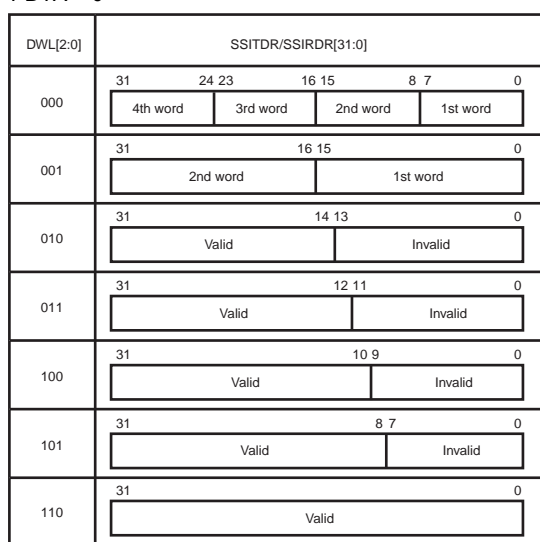 DWL[2:0] SSITDR/SSIRDR[31:0]
31 24 23 16 15 8 7 0
000 4th word 3rd word 2nd word 1st word
31 16 15 0
001 2nd word 1st word
31 14 13 0
010 Valid Invalid
31 12 11 0
011 Valid Invalid
31 10 9 0
100 Valid Invalid
31 8 7 0
101 Valid Invalid
31 0
110 Valid